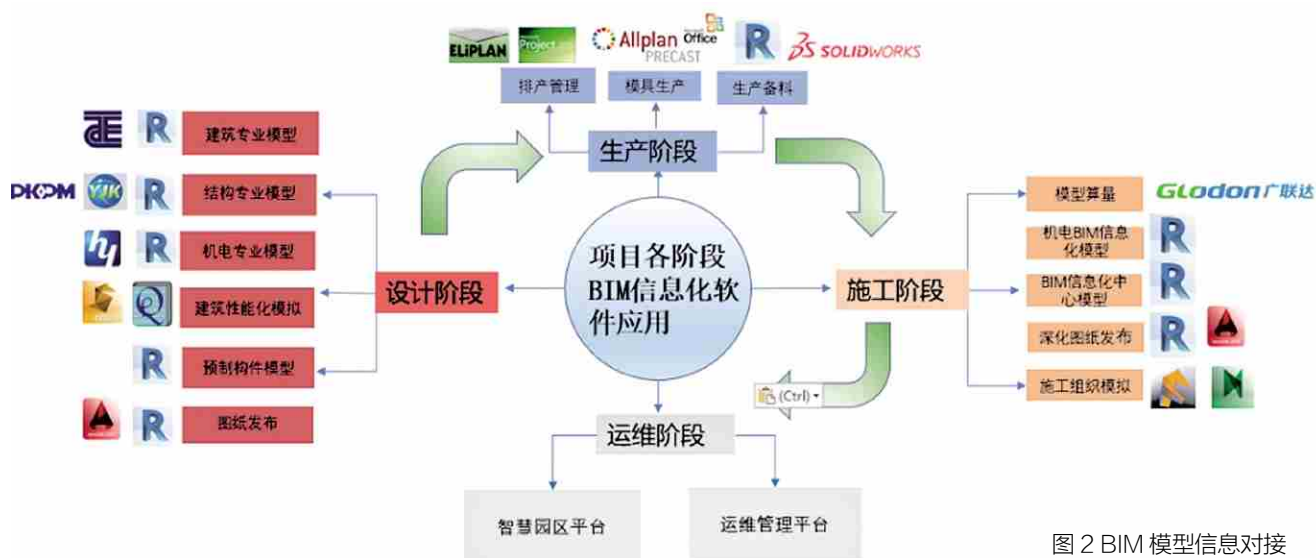 ELiPLAN
Project
Allplan
PRECAST
Office
R
SOLIDWORKS
排产管理
模具生产
生产备料
生产阶段
R
建筑专业模型
R
结构专业模型
R
机电专业模型
建筑性能化模拟
R
预制构件模型
R
图纸发布
设计阶段
项目各阶段
BIM信息化软
件应用
施工阶段
模型算量
GLodon广联达
机电BIM信息
化模型
R
BIM信息化中
心模型
R
深化图纸发布
R
施工组织模拟
(Ctrl)
运维阶段
智慧园区平台
运维管理平台
图 2 BIM 模型信息对接